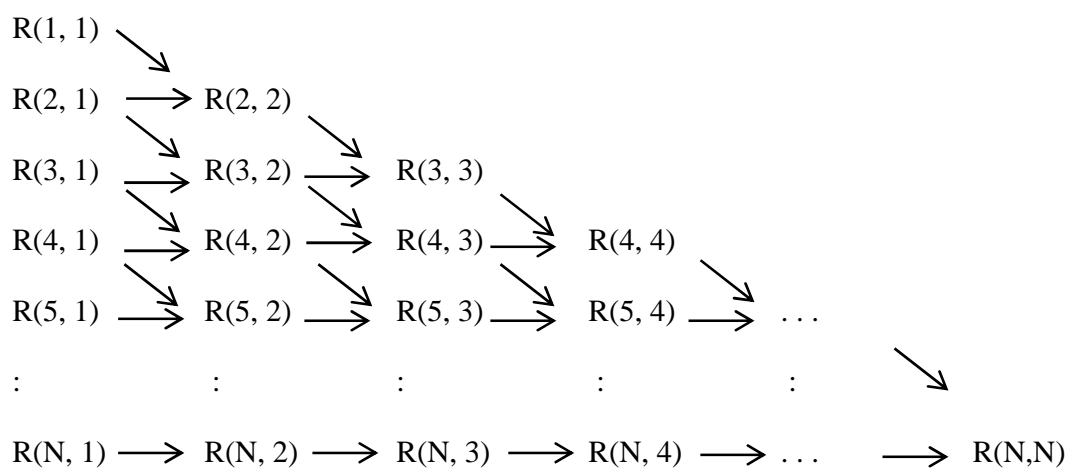 R(1, 1)
R(2, 1) R(2, 2)
R(3, 1) R(3, 2) R(3, 3)
R(4, 1) R(4, 2) R(4, 3) R(4, 4)
R(5, 1) R(5, 2) R(5, 3) R(5, 4) . . .
: : : : :
R(N, 1) R(N, 2) R(N, 3) R(N, 4) . . . R(N,N)